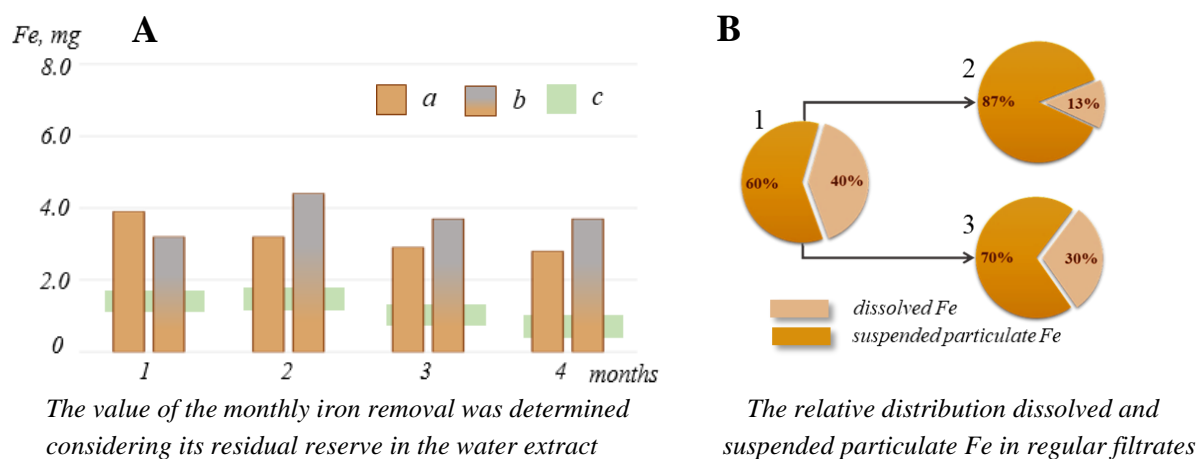 Fe, mg
A
8.0
6.0
4.0
2.0
0
a
b
c
1
2
3
4
months
The value of the monthly iron removal was determined
considering its residual reserve in the water extract
B
1
60%
40%
2
87%
13%
3
70%
30%
dissolved Fe
suspended particulate Fe
The relative distribution dissolved and
suspended particulate Fe in regular filtrates